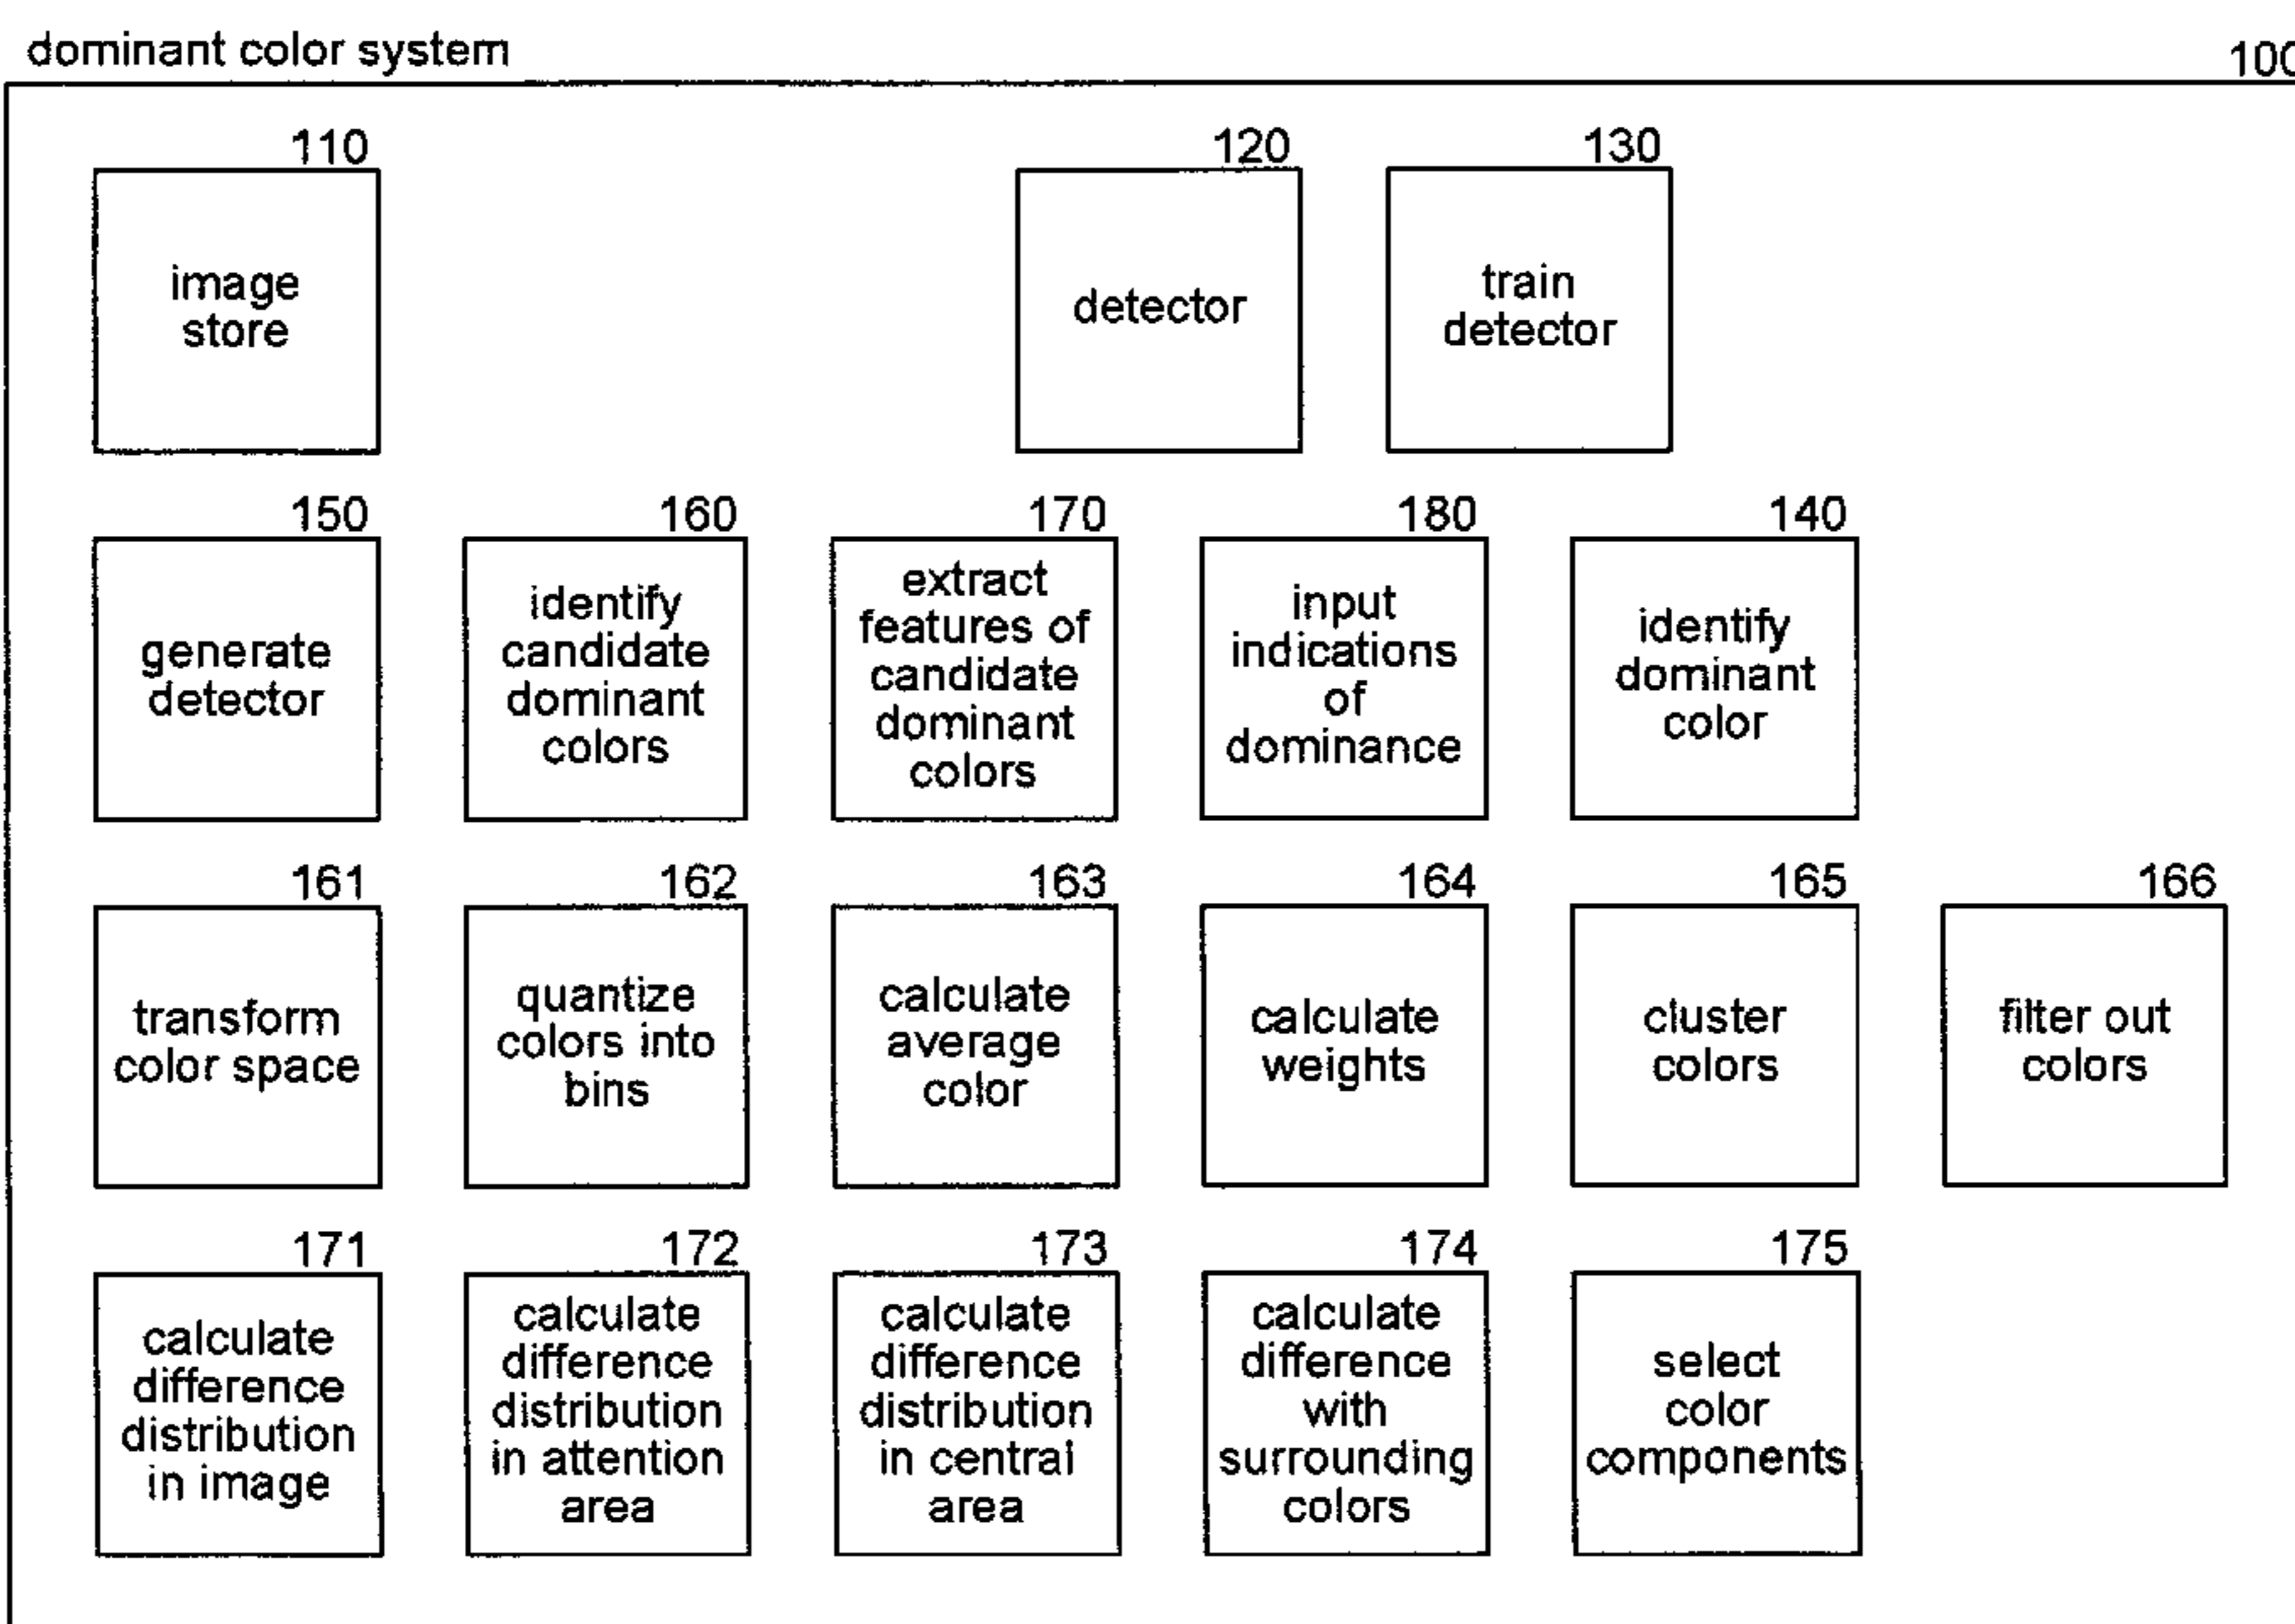 dominant color system
100
110
image
store
120
detector
130
train
detector
150
generate
detector
160
identify
candidate
dominant
colors
170
extract
features of
candidate
dominant
colors
180
input
indications
of
dominance
140
identify
dominant
color
161
transform
color space
162
quantize
colors into
bins
163
calculate
average
color
164
calculate
weights
165
cluster
colors
166
filter out
colors
171
calculate
difference
distribution
in image
172
calculate
difference
distribution
in attention
area
173
calculate
difference
distribution
in central
area
174
calculate
difference
with
surrounding
colors
175
select
color
components